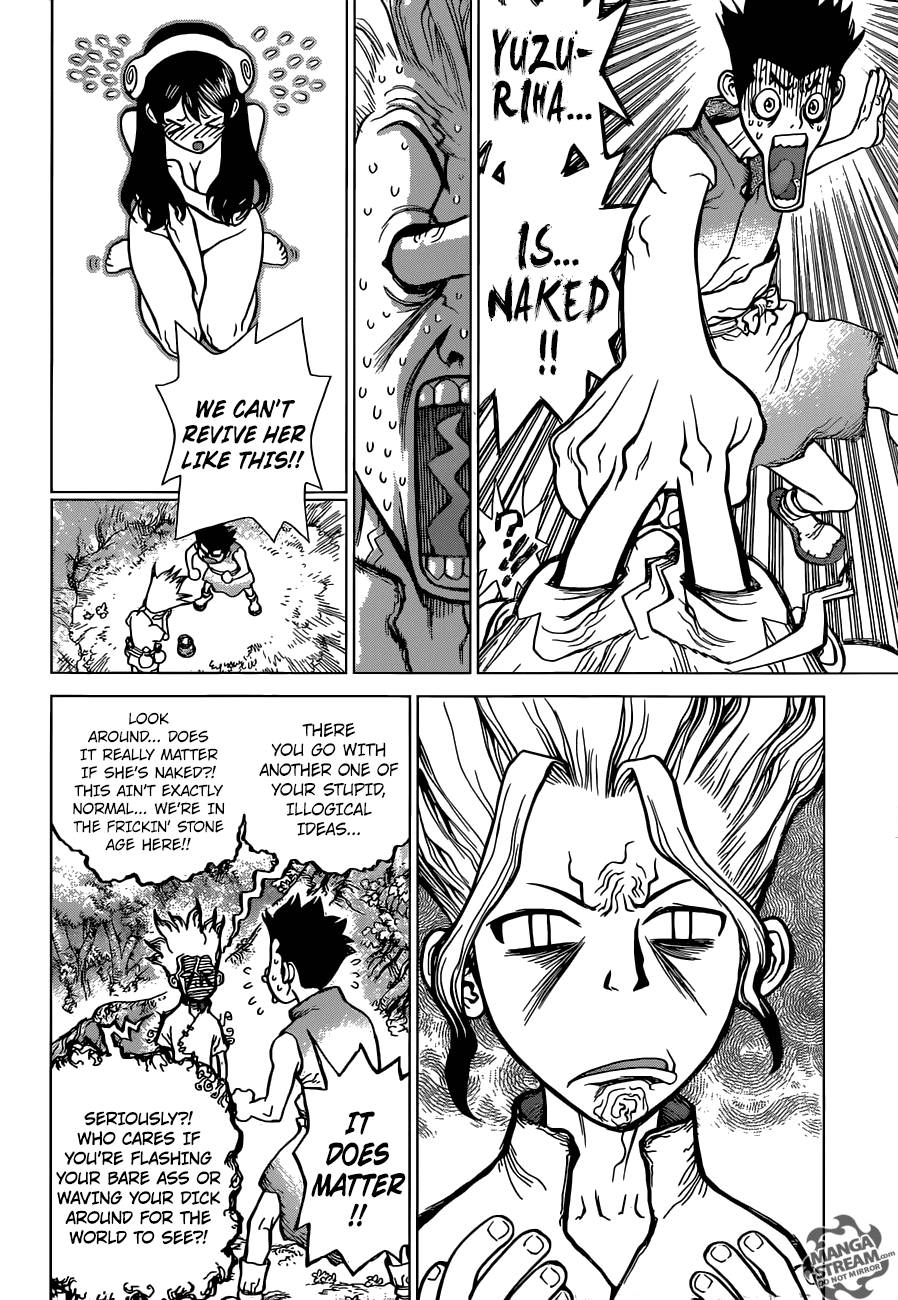 YUZU-
RIHA...
IS...
NAKED
!!
?
WE CAN'T
REVIVE HER
LIKE THIS!!
THERE
YOU GO WITH
ANOTHER ONE OF
YOUR STUPID,
ILLOGICAL
IDEAS...
LOOK
AROUND... DOES
IT REALLY MATTER
IF SHE'S NAKED?!
THIS AIN'T EXACTLY
NORMAL... WE'RE IN
THE FRICKIN' STONE
AGE HERE!!
IT
DOES
MATTER
!!
SERIOUSLY?!
WHO CARES IF
YOU'RE FLASHING
YOUR BARE ASS OR
WAVING YOUR DICK
AROUND FOR THE
WORLD TO SEE?!
MANGA
STREAM.COM
DO NOT MIRROR